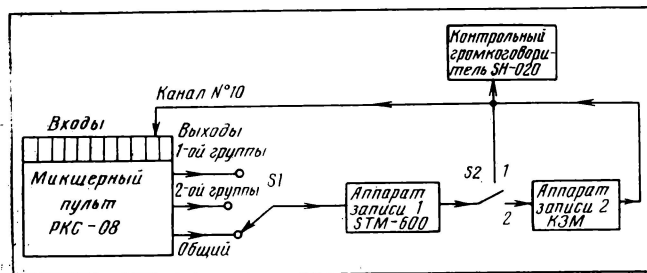 Контрольный
громкоговори-
тель SH-020
Канал N°10
Входы
Выходы
1-ой группы
2-ой группы
S1
Общий
Микшерный
пульт
РКС-08
Аппарат
записи 1
STM-600
S2
1
2
Аппарат
записи 2
КЗМ